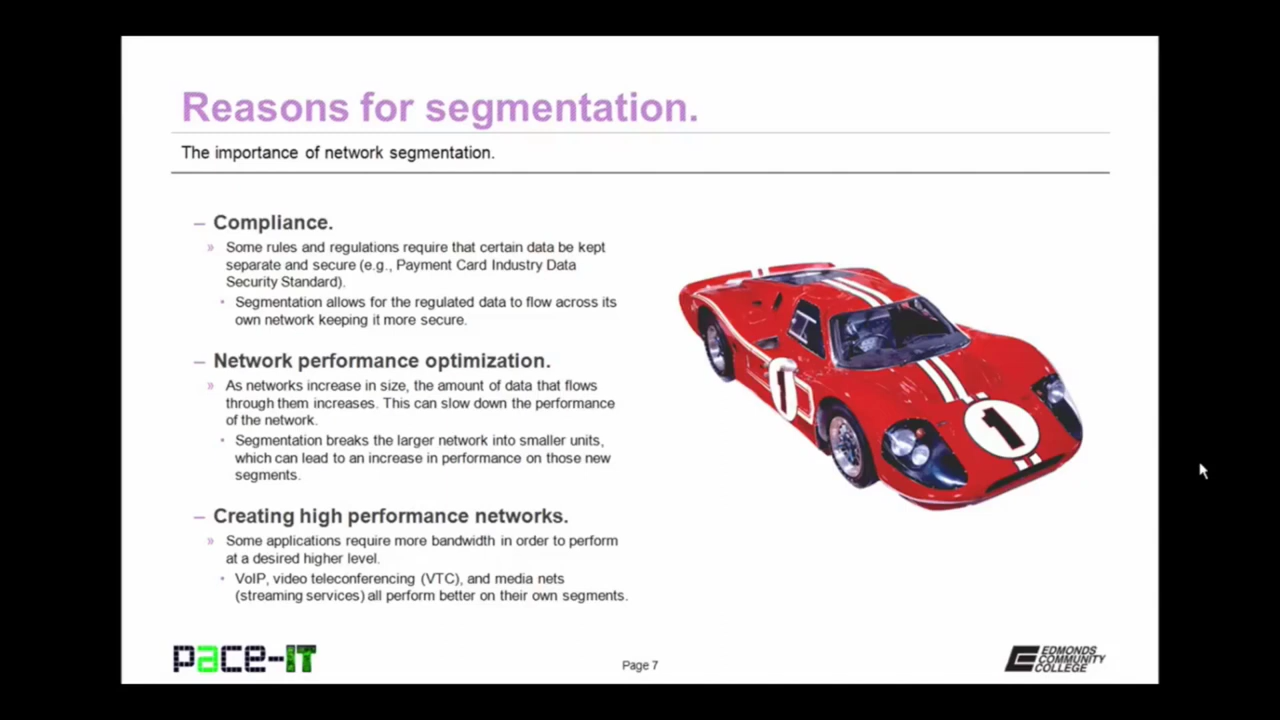 Reasons for segmentation.
The importance of network segmentation.
– Compliance.
» Some rules and regulations require that certain data be kept
separate and secure (e.g., Payment Card Industry Data
Security Standard).
• Segmentation allows for the regulated data to flow across its
own network keeping it more secure.
– Network performance optimization.
» As networks increase in size, the amount of data that flows
through them increases. This can slow down the performance
of the network.
• Segmentation breaks the larger network into smaller units,
which can lead to an increase in performance on those new
segments.
– Creating high performance networks.
» Some applications require more bandwidth in order to perform
at a desired higher level.
• VoIP, video teleconferencing (VTC), and media nets
(streaming services) all perform better on their own segments.
1
1
pace-IT
Page 7
EDMONDS
COMMUNITY
COLLEGE